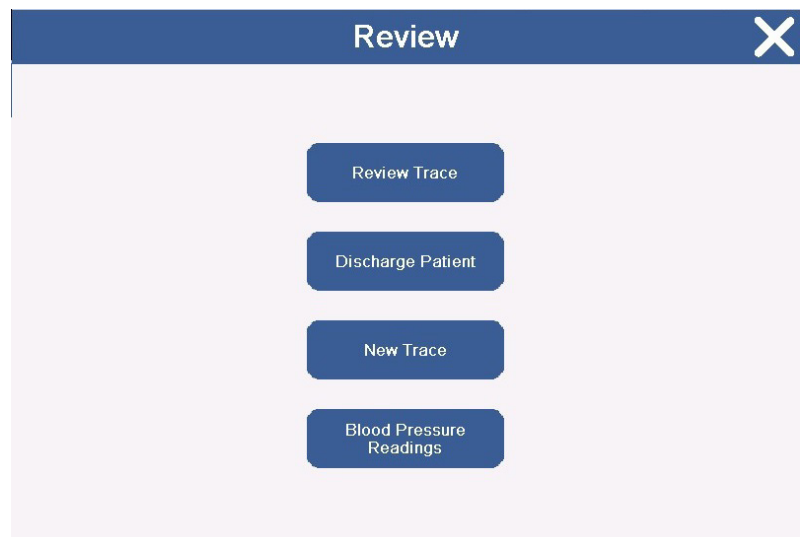 Review
Review Trace
Discharge Patient
New Trace
Blood Pressure
Readings